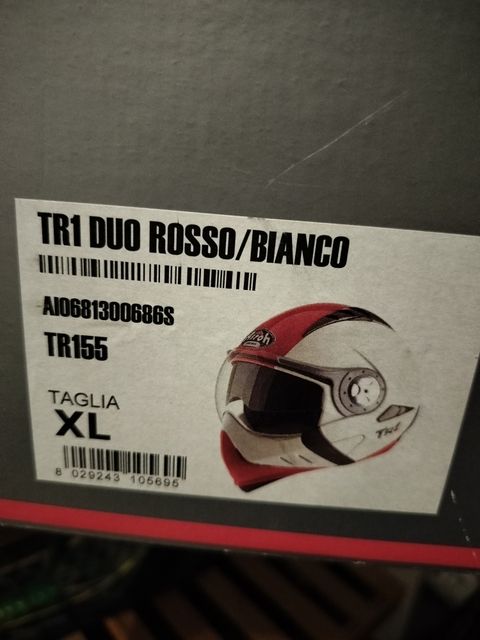 TR1 DUO ROSSO/BIANCO
AI0681300686S
TR155
TAGLIA
XL
8 029243 105695
airoh
TR1